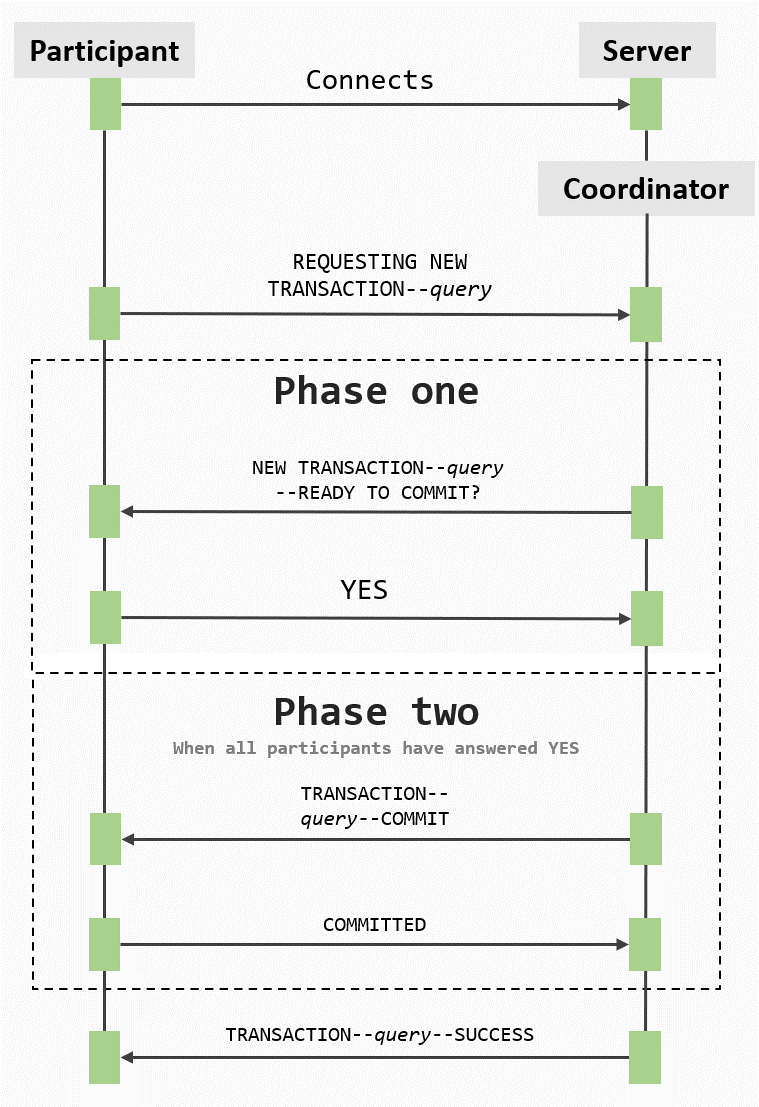 Participant
Server
Connects
Coordinator
REQUESTING NEW
TRANSACTION--query
Phase one
NEW TRANSACTION--query
--READY TO COMMIT?
YES
Phase two
When all participants have answered YES
TRANSACTION--
query--COMMIT
COMMITTED
TRANSACTION--query--SUCCESS